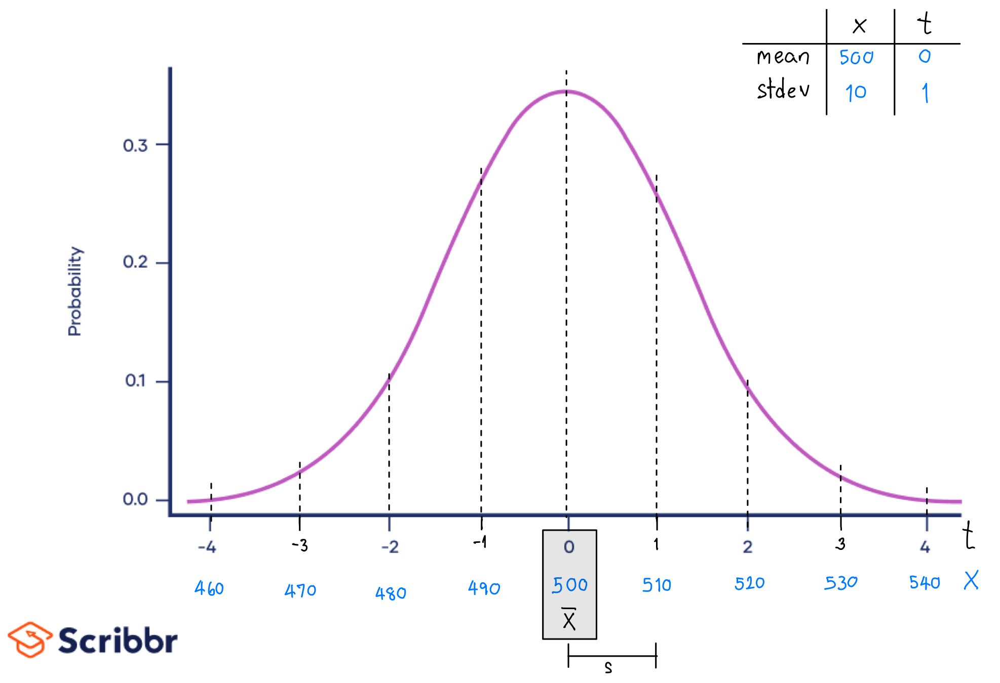 x t
mean 500 0
stdev 10 1
0.3
0.2
0.1
0.0
Probability
-4 -3 -2 -1 0 1 2 3 4 t
460 470 480 490 500 510 520 530 540 X
X̄
s
Scribbr